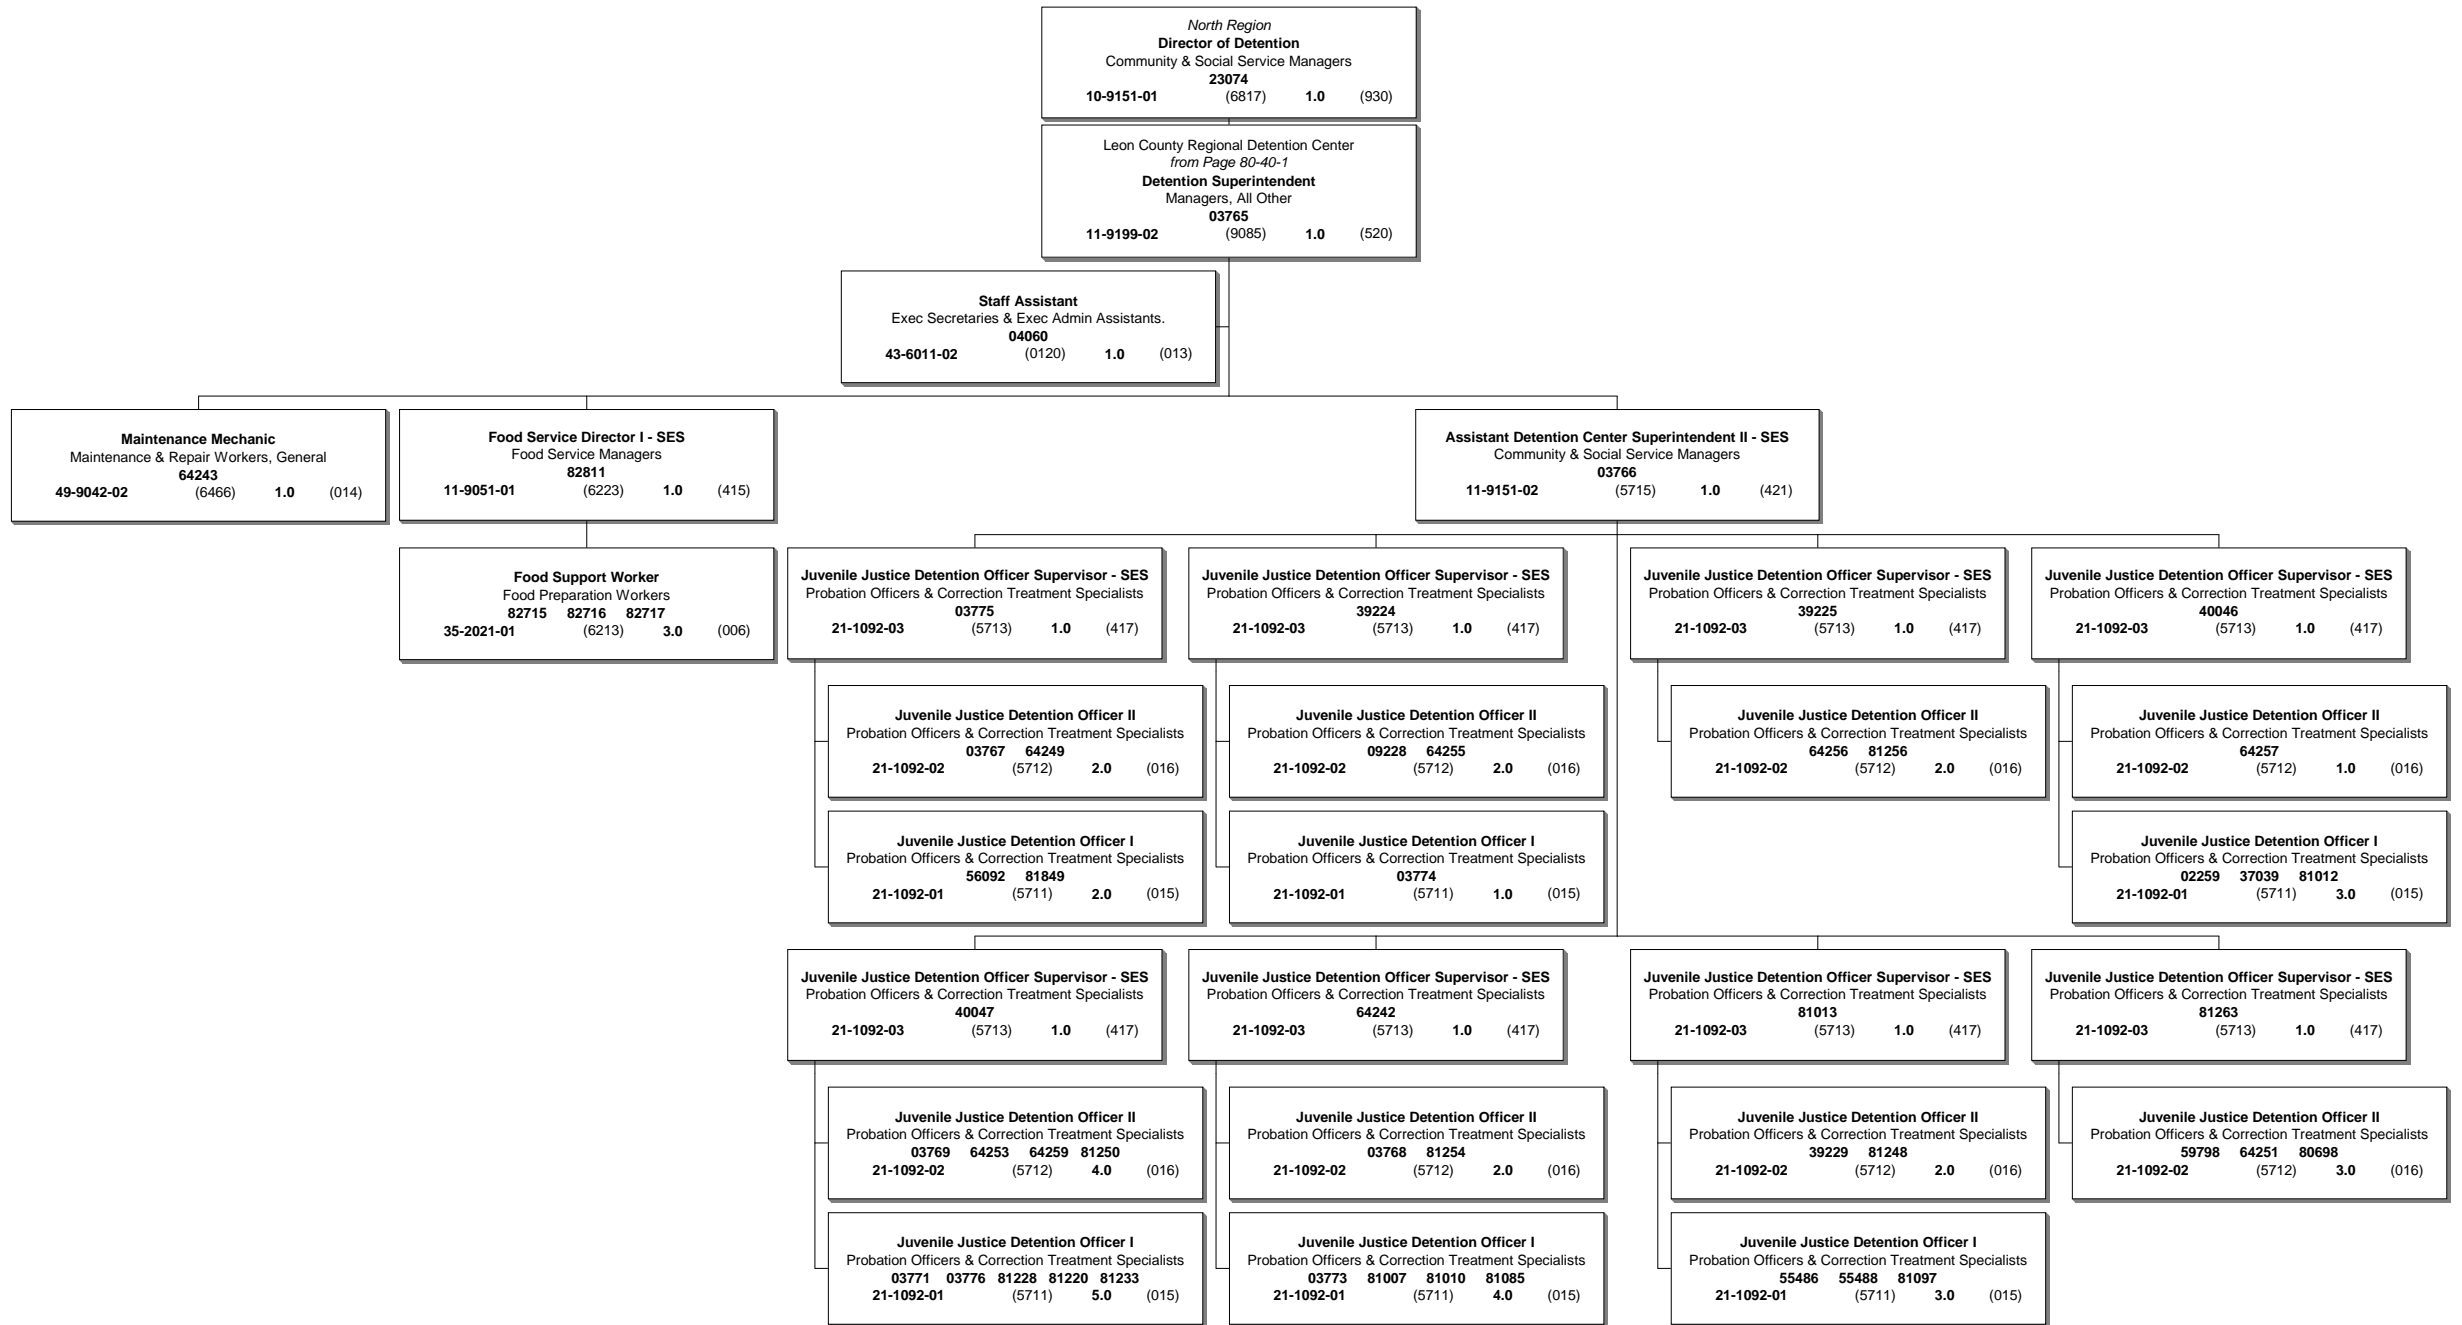 North Region
Director of Detention
Community & Social Service Managers
23074
10-9151-01 (6817) 1.0 (930)
Leon County Regional Detention Center
from Page 80-40-1
Detention Superintendent
Managers, All Other
03765
11-9199-02 (9085) 1.0 (520)
Staff Assistant
Exec Secretaries & Exec Admin Assistants.
04060
43-6011-02 (0120) 1.0 (013)
Maintenance Mechanic
Maintenance & Repair Workers, General
64243
49-9042-02 (6466) 1.0 (014)
Food Service Director I - SES
Food Service Managers
82811
11-9051-01 (6223) 1.0 (415)
Assistant Detention Center Superintendent II - SES
Community & Social Service Managers
03766
11-9151-02 (5715) 1.0 (421)
Food Support Worker
Food Preparation Workers
82715 82716 82717
35-2021-01 (6213) 3.0 (006)
Juvenile Justice Detention Officer Supervisor - SES
Probation Officers & Correction Treatment Specialists
03775
21-1092-03 (5713) 1.0 (417)
Juvenile Justice Detention Officer Supervisor - SES
Probation Officers & Correction Treatment Specialists
39224
21-1092-03 (5713) 1.0 (417)
Juvenile Justice Detention Officer Supervisor - SES
Probation Officers & Correction Treatment Specialists
39225
21-1092-03 (5713) 1.0 (417)
Juvenile Justice Detention Officer Supervisor - SES
Probation Officers & Correction Treatment Specialists
40046
21-1092-03 (5713) 1.0 (417)
Juvenile Justice Detention Officer II
Probation Officers & Correction Treatment Specialists
03767 64249
21-1092-02 (5712) 2.0 (016)
Juvenile Justice Detention Officer II
Probation Officers & Correction Treatment Specialists
09228 64255
21-1092-02 (5712) 2.0 (016)
Juvenile Justice Detention Officer II
Probation Officers & Correction Treatment Specialists
64256 81256
21-1092-02 (5712) 2.0 (016)
Juvenile Justice Detention Officer II
Probation Officers & Correction Treatment Specialists
64257
21-1092-02 (5712) 1.0 (016)
Juvenile Justice Detention Officer I
Probation Officers & Correction Treatment Specialists
56092 81849
21-1092-01 (5711) 2.0 (015)
Juvenile Justice Detention Officer I
Probation Officers & Correction Treatment Specialists
03774
21-1092-01 (5711) 1.0 (015)
Juvenile Justice Detention Officer I
Probation Officers & Correction Treatment Specialists
02259 37039 81012
21-1092-01 (5711) 3.0 (015)
Juvenile Justice Detention Officer Supervisor - SES
Probation Officers & Correction Treatment Specialists
40047
21-1092-03 (5713) 1.0 (417)
Juvenile Justice Detention Officer Supervisor - SES
Probation Officers & Correction Treatment Specialists
64242
21-1092-03 (5713) 1.0 (417)
Juvenile Justice Detention Officer Supervisor - SES
Probation Officers & Correction Treatment Specialists
81013
21-1092-03 (5713) 1.0 (417)
Juvenile Justice Detention Officer Supervisor - SES
Probation Officers & Correction Treatment Specialists
81263
21-1092-03 (5713) 1.0 (417)
Juvenile Justice Detention Officer II
Probation Officers & Correction Treatment Specialists
03769 64253 64259 81250
21-1092-02 (5712) 4.0 (016)
Juvenile Justice Detention Officer II
Probation Officers & Correction Treatment Specialists
03768 81254
21-1092-02 (5712) 2.0 (016)
Juvenile Justice Detention Officer II
Probation Officers & Correction Treatment Specialists
39229 81248
21-1092-02 (5712) 2.0 (016)
Juvenile Justice Detention Officer II
Probation Officers & Correction Treatment Specialists
59798 64251 80698
21-1092-02 (5712) 3.0 (016)
Juvenile Justice Detention Officer I
Probation Officers & Correction Treatment Specialists
03771 03776 81228 81220 81233
21-1092-01 (5711) 5.0 (015)
Juvenile Justice Detention Officer I
Probation Officers & Correction Treatment Specialists
03773 81007 81010 81085
21-1092-01 (5711) 4.0 (015)
Juvenile Justice Detention Officer I
Probation Officers & Correction Treatment Specialists
55486 55488 81097
21-1092-01 (5711) 3.0 (015)